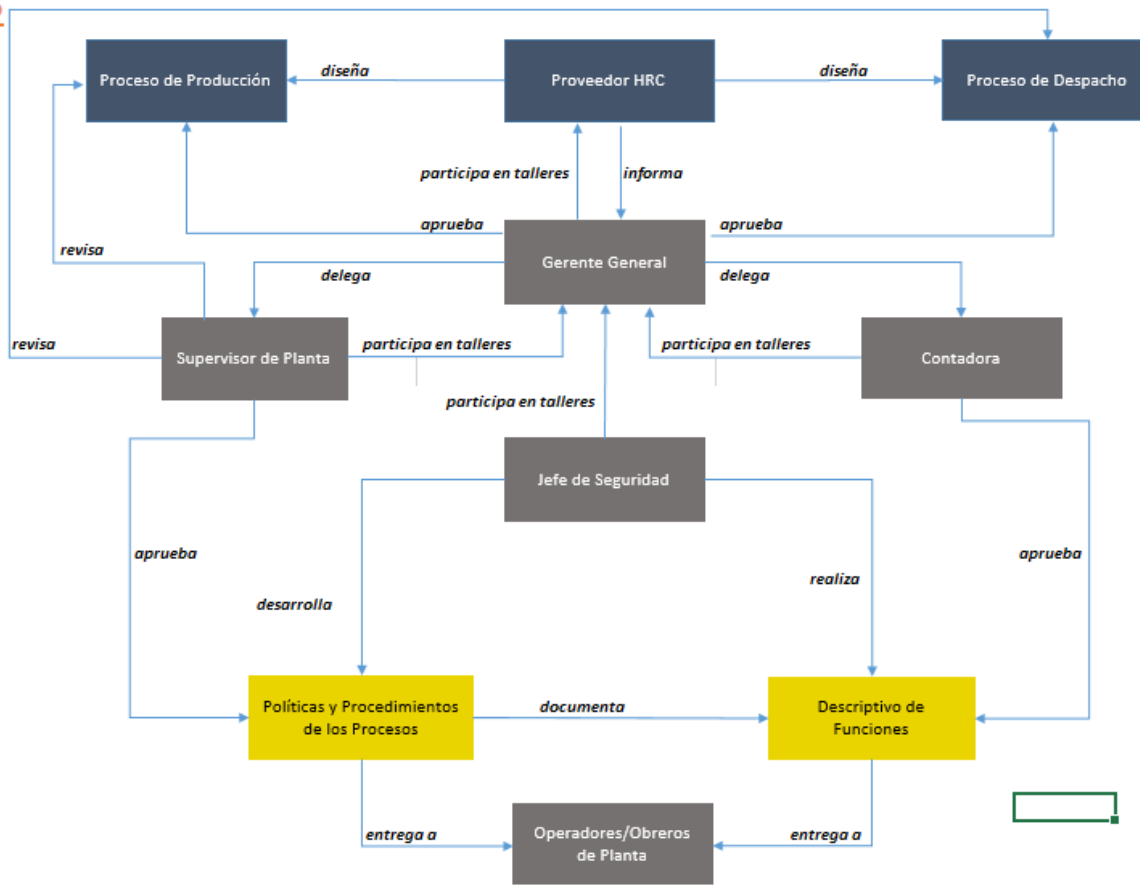 Proceso de Producción
diseña
Proveedor HRC
diseña
Proceso de Despacho
participa en talleres
informa
aprueba
aprueba
revisa
Gerente General
delega
delega
revisa
Supervisor de Planta
participa en talleres
participa en talleres
Contadora
participa en talleres
Jefe de Seguridad
aprueba
aprueba
realiza
desarrolla
Políticas y Procedimientos
de los Procesos
documenta
Descriptivo de
Funciones
entrega a
Operadores/Obreros
de Planta
entrega a